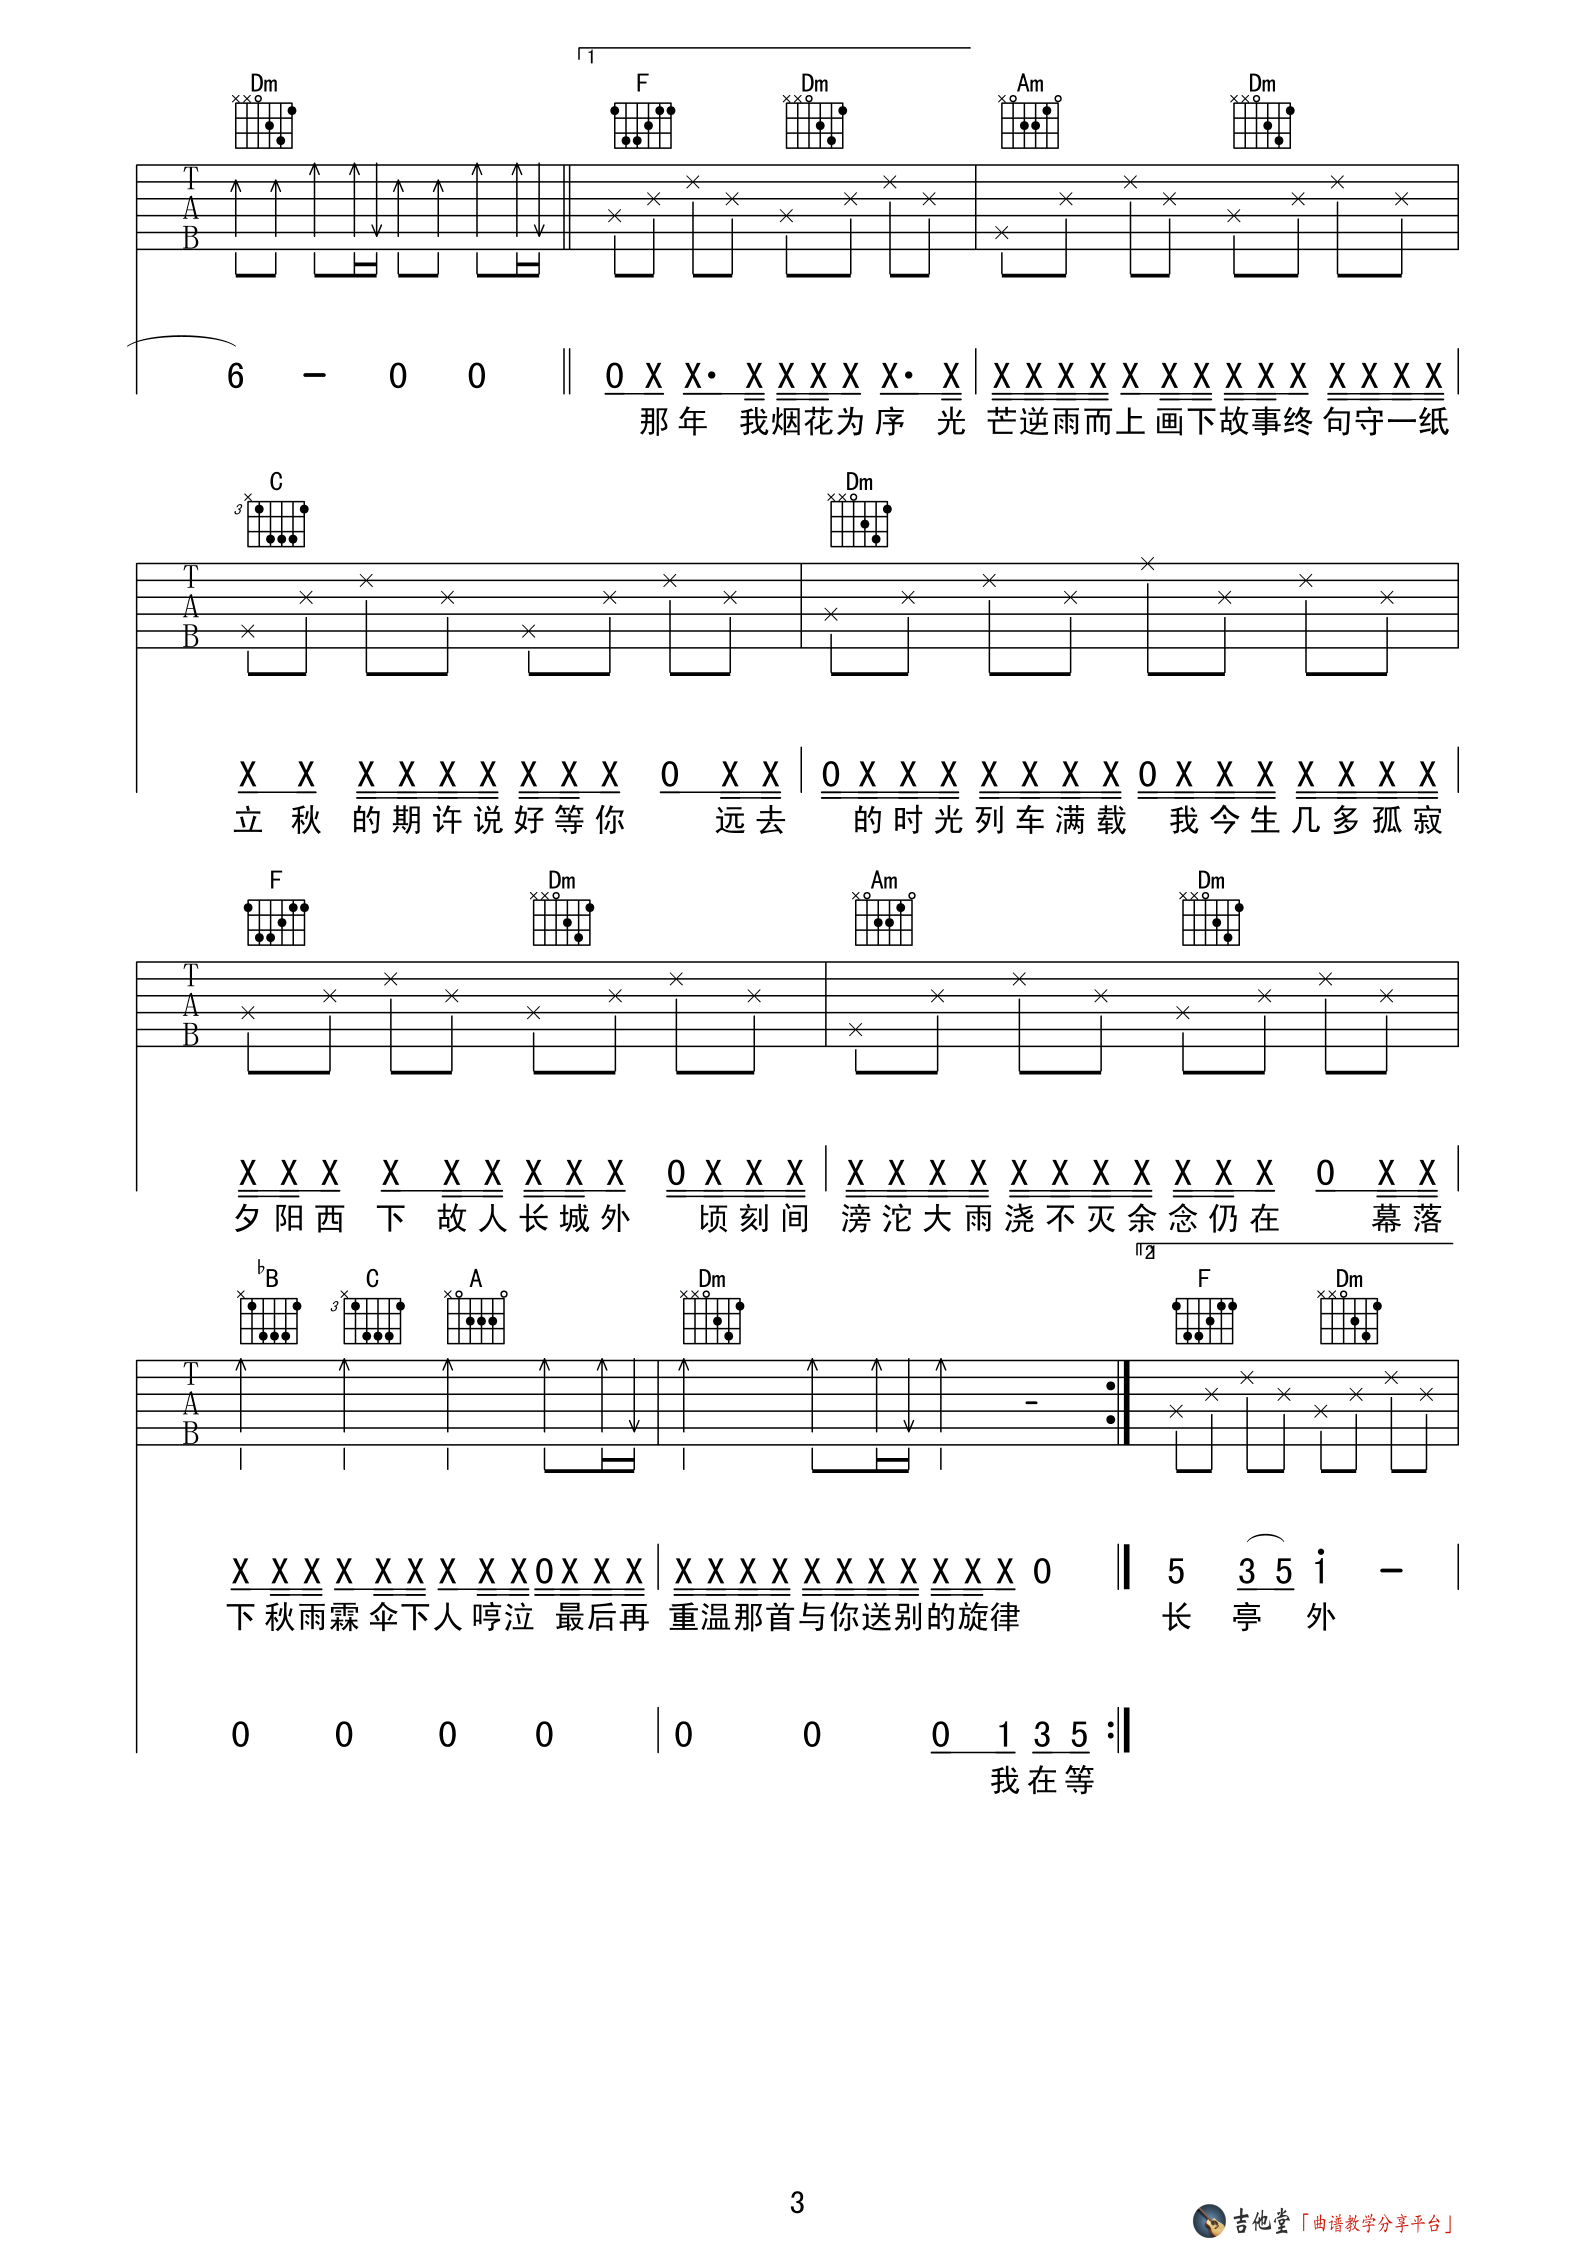 1
Dm F Dm Am Dm
T
A
B
6 – 0 0 0 X X· X X X X X· X X X X X X X X X X X X X X X
那年 我烟花为序 光 芒逆雨而上画下故事终 句守一纸
C Dm
3
T
A
B
X X X X X X X X X 0 X X 0 X X X X X X X 0 X X X X X X X
立秋 的期许说好等你 远去 的时光列车满载 我今生几多孤寂
F Dm Am Dm
T
A
B
X X X X X X X X X 0 X X X X X X X X X X X X X X 0 X X
夕阳西 下 故人长城外 顷刻间 滂沱大雨浇不灭余念仍在 幕落
2
♭B C A Dm F Dm
3
T
A
B
X X X X X X X X X 0 X X X X X X X X X X X X X X 0 5 3 5 1 –
下秋雨霖伞下人哼泣 最后再 重温那首与你送别的旋律 长 亭 外
0 0 0 0 0 0 0 1 3 5
我在等
3
吉他堂「曲谱教学分享平台」